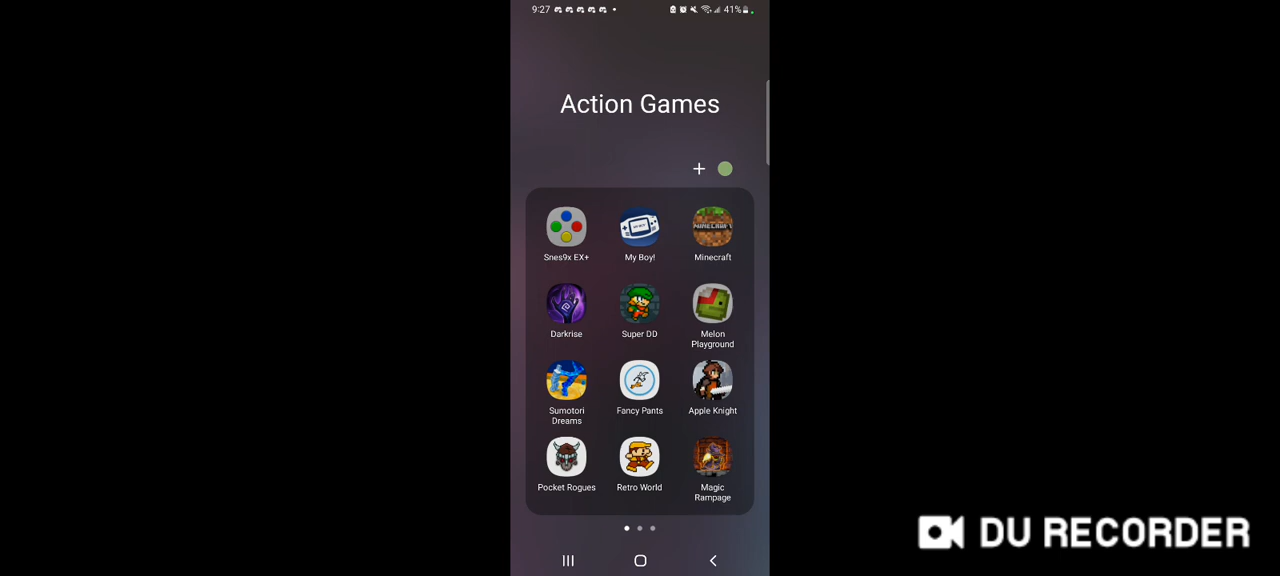 9:27
41%
Action Games
MINECRAFT
Snes9x EX+
My Boy!
Minecraft
Darkrise
Super DD
Melon
Playground
Sumotori
Dreams
Fancy Pants
Apple Knight
Pocket Rogues
Retro World
Magic
Rampage
DU RECORDER